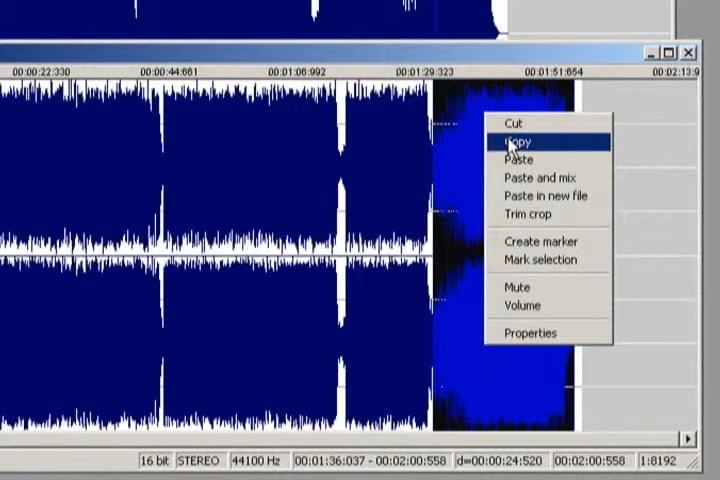 00:00:22:330 00:00:44:661 00:01:06:992 00:01:29:323 00:01:51:654 00:02:13:9
Cut
Copy
Paste
Paste and mix
Paste in new file
Trim crop
Create marker
Mark selection
Mute
Volume
Properties
16 bit STEREO 44100 Hz 00:01:36:037 - 00:02:00:558 d=00:00:24:520 00:02:00:558 1:8192